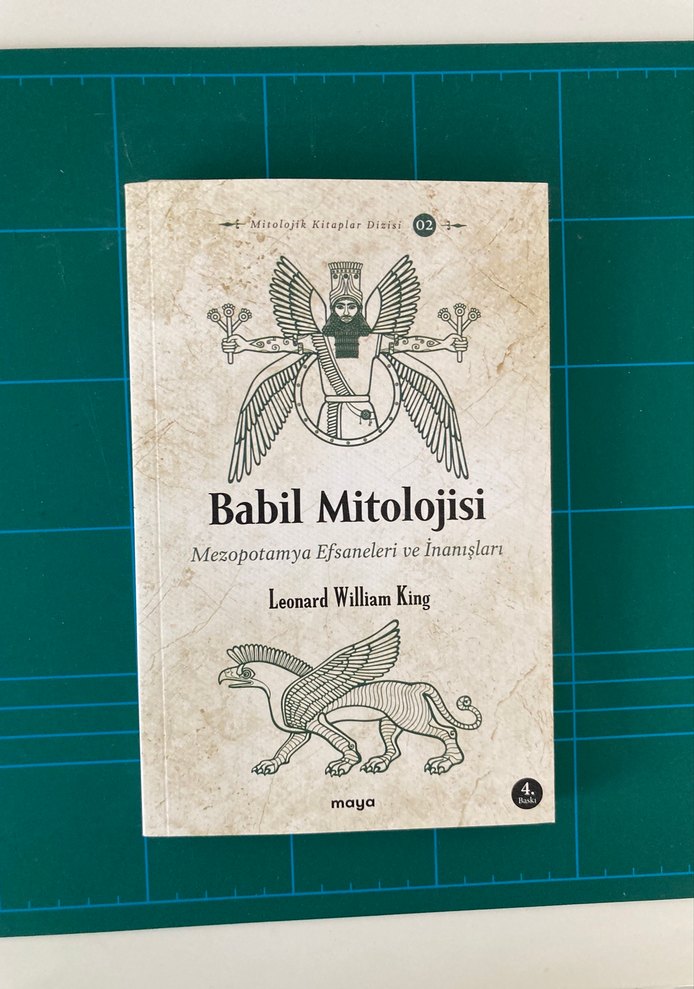 Mitolojik Kitaplar Dizisi 02
Babil Mitolojisi
Mezopotamya Efsaneleri ve İnanışları
Leonard William King
4.
Baskı
maya